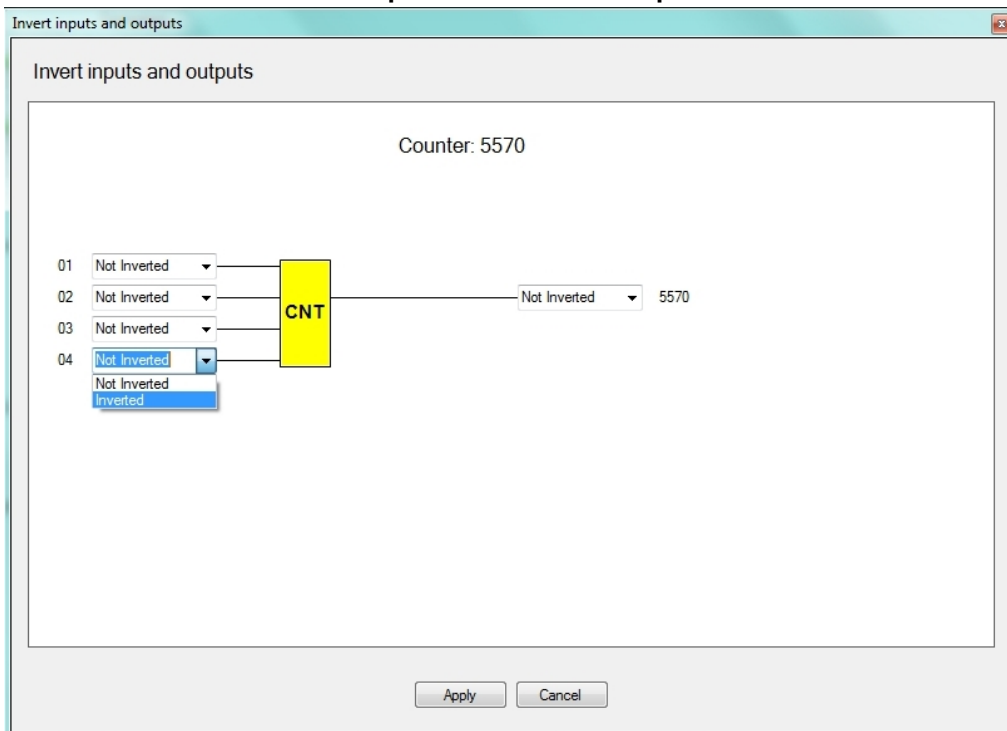 Invert inputs and outputs
Invert inputs and outputs
Counter: 5570
01 Not Inverted
02 Not Inverted Not Inverted 5570
CNT
03 Not Inverted
04 Not Inverted
Not Inverted
Inverted
Apply Cancel